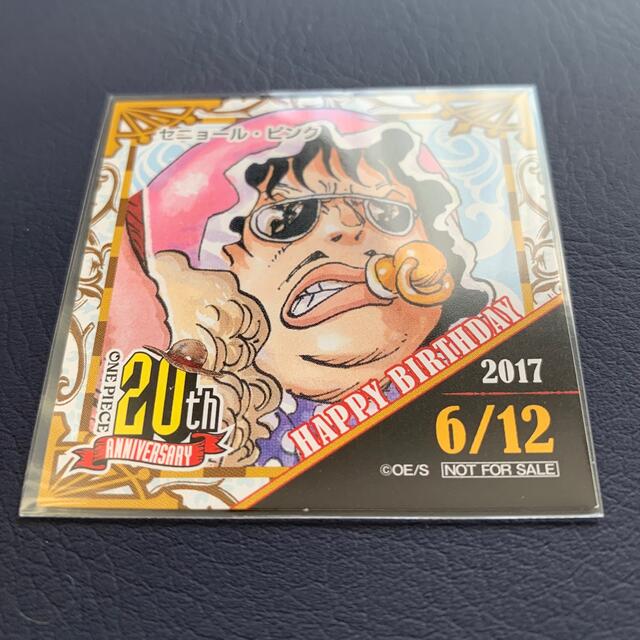 セニョール・ピンク
ONE PIECE
20th
ANNIVERSARY
HAPPY BIRTHDAY
2017
6/12
©OE/S NOT FOR SALE